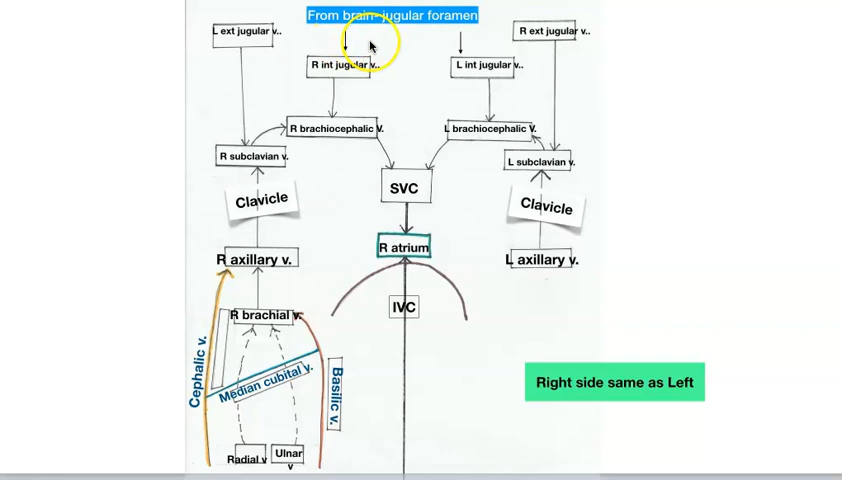 From brain- jugular foramen
L ext jugular v..
R ext jugular v..
R int jugular v..
L int jugular v..
R brachiocephalic v.
L brachiocephalic v.
R subclavian v.
L subclavian v.
SVC
Clavicle
Clavicle
R atrium
R axillary v.
L axillary v.
IVC
R brachial v.
Cephalic v.
Median cubital v.
Basilic v.
Right side same as Left
Radial v
Ulnar
v